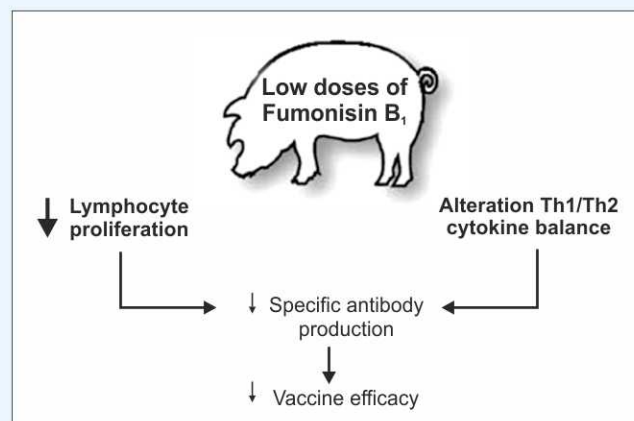 Low doses of
Fumonisin B₁
↓ Lymphocyte
proliferation
Alteration Th1/Th2
cytokine balance
↓ Specific antibody
production
↓ Vaccine efficacy